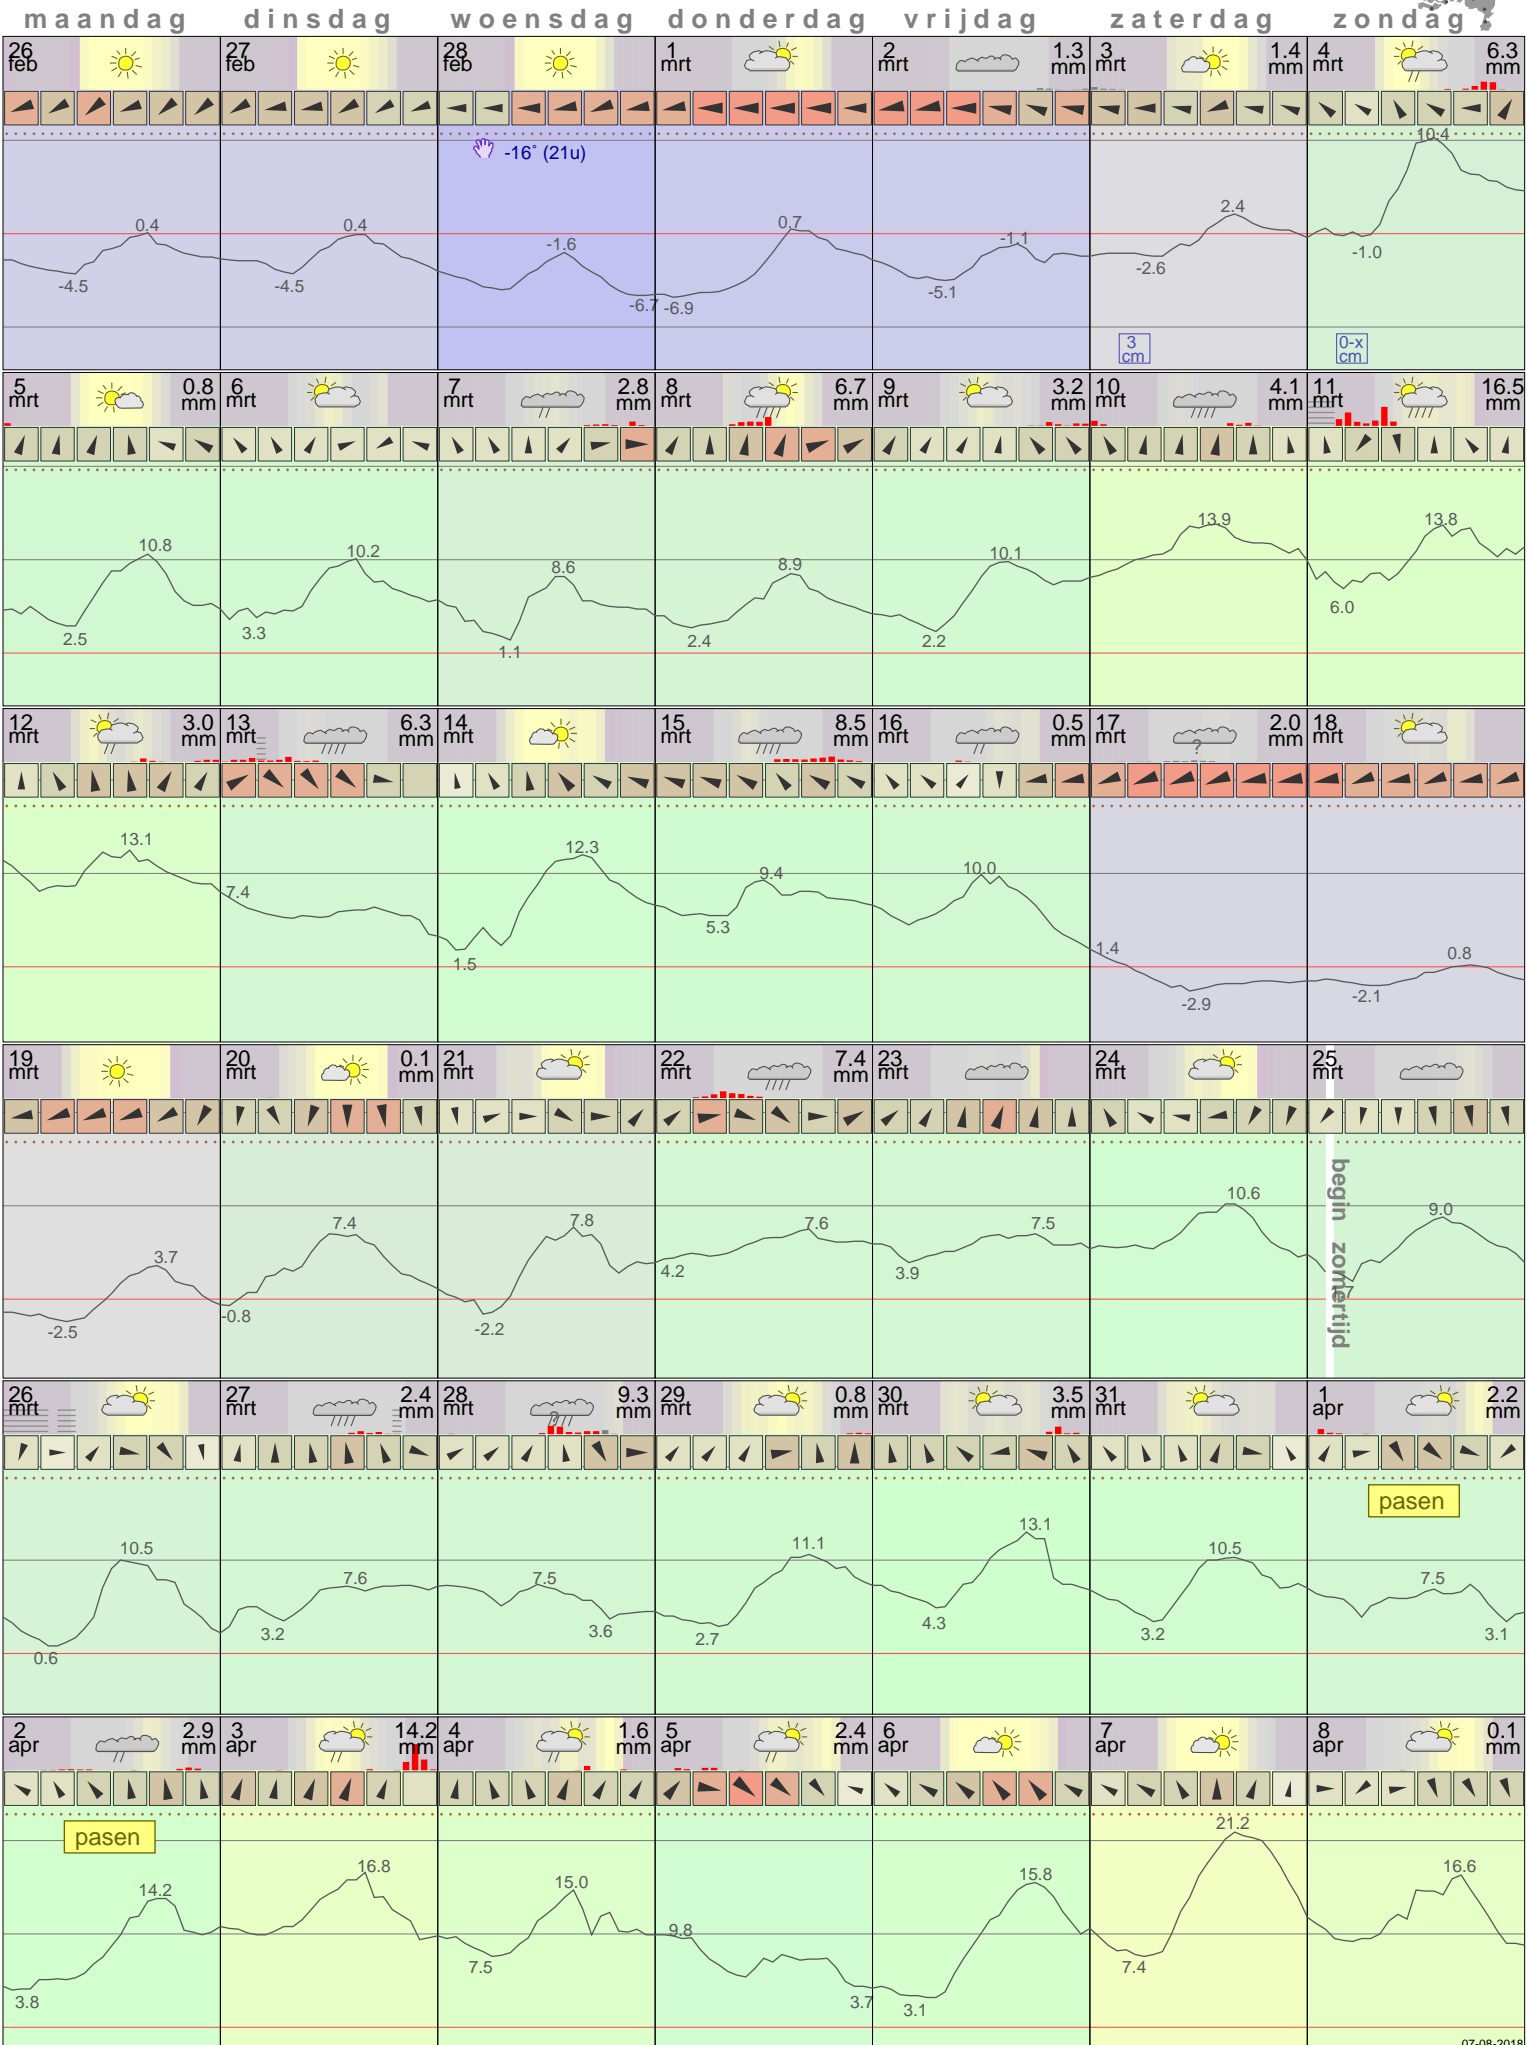 maandag dinsdag woensdag donderdag vrijdag zaterdag zondag
26 feb 27 feb 28 feb 1 mrt 2 mrt 1.3 mm 3 mrt 1.4 mm 4 mrt 6.3 mm
-16° (21u)
10.4
0.4 0.4 -1.6 0.7 -1.1 2.4
-4.5 -4.5 -6.7 -6.9 -5.1 -2.6 -1.0
3 cm 0-x cm
5 mrt 0.8 mm 6 mrt 7 mrt 2.8 mm 8 mrt 6.7 mm 9 mrt 3.2 mm 10 mrt 4.1 mm 11 mrt 16.5 mm
10.8 10.2 8.6 8.9 10.1 13.9 13.8
2.5 3.3 1.1 2.4 2.2 6.0
12 mrt 3.0 mm 13 mrt 6.3 mm 14 mrt 15 mrt 8.5 mm 16 mrt 0.5 mm 17 mrt ? 2.0 mm 18 mrt
13.1 12.3 9.4 10.0
7.4 1.5 5.3 1.4 -2.9 -2.1 0.8
19 mrt 20 mrt 0.1 mm 21 mrt 22 mrt 7.4 mm 23 mrt 24 mrt 25 mrt
begin zomertijd
3.7 7.4 7.8 7.6 7.5 10.6 9.0
-2.5 -0.8 -2.2 4.2 3.9
26 mrt 27 mrt 2.4 mm 28 mrt ? 9.3 mm 29 mrt 0.8 mm 30 mrt 3.5 mm 31 mrt 1 apr 2.2 mm
pasen
10.5 7.6 7.5 11.1 13.1 10.5 7.5
0.6 3.2 3.6 2.7 4.3 3.2 3.1
2 apr 2.9 mm 3 apr 14.2 mm 4 apr 1.6 mm 5 apr 2.4 mm 6 apr 7 apr 8 apr 0.1 mm
pasen
14.2 16.8 15.0 9.8 15.8 21.2 16.6
3.8 7.5 3.7 3.1 7.4
07-08-2018